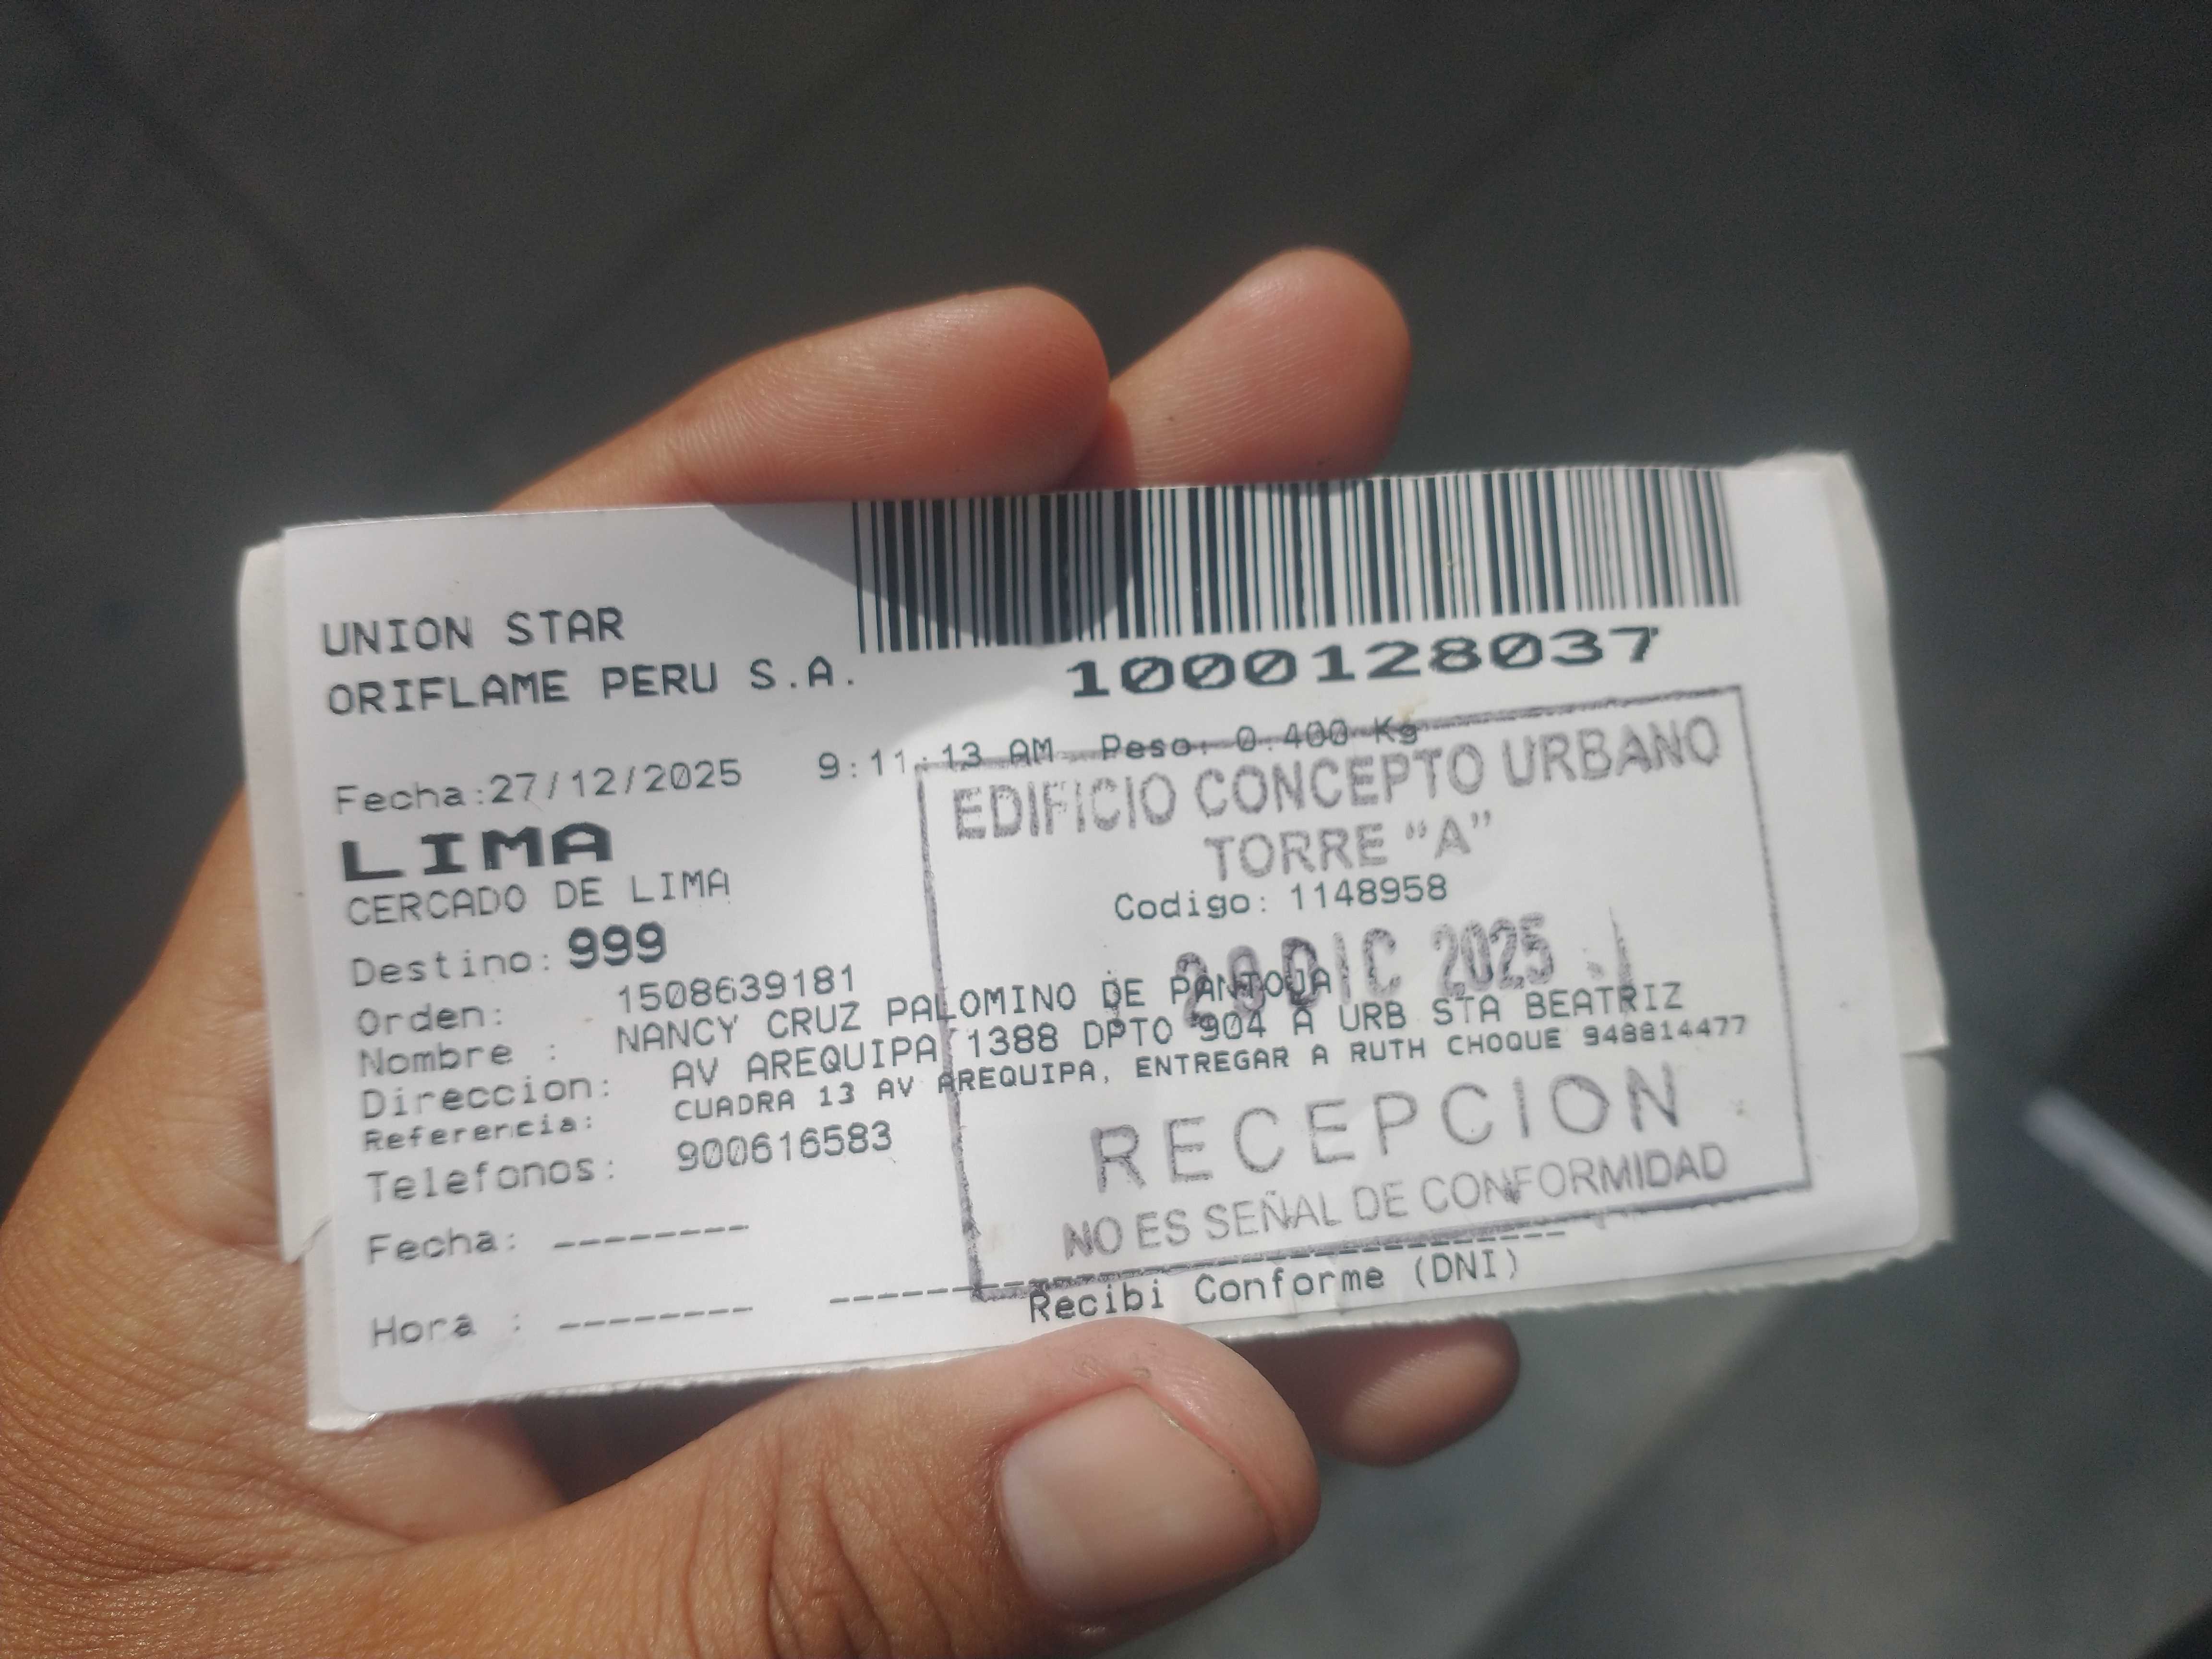 UNION STAR
ORIFLAME PERU S.A.
1000128037
Fecha:27/12/2025 9:11:13 AM Peso: 0.400 Kg
EDIFICIO CONCEPTO URBANO
TORRE "A"
LIMA
CERCADO DE LIMA
Codigo: 1148958
Destino: 999
DIC 2025
Orden: 1508639181
Nombre : NANCY CRUZ PALOMINO DE PANTOJA
Direccion: AV AREQUIPA 1388 DPTO 904 A URB STA BEATRIZ
Referencia: CUADRA 13 AV AREQUIPA, ENTREGAR A RUTH CHOQUE 948814477
Telefonos: 900616583
RECEPCION
NO ES SEÑAL DE CONFORMIDAD
Fecha: --------
Hora : --------
Recibi Conforme (DNI)